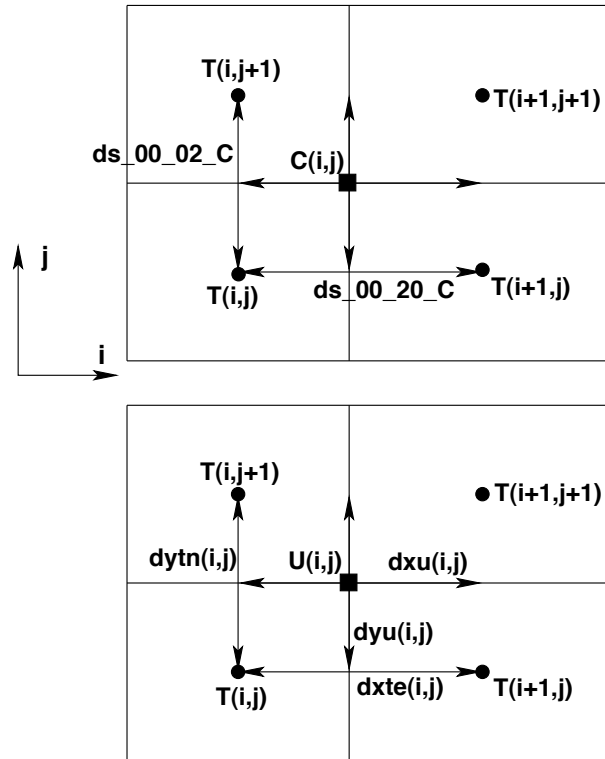 T(i,j+1)
T(i+1,j+1)
ds_00_02_C
C(i,j)
j
T(i,j)
ds_00_20_C
T(i+1,j)
i
T(i,j+1)
T(i+1,j+1)
dytn(i,j)
U(i,j)
dxu(i,j)
dyu(i,j)
T(i,j)
dxte(i,j)
T(i+1,j)